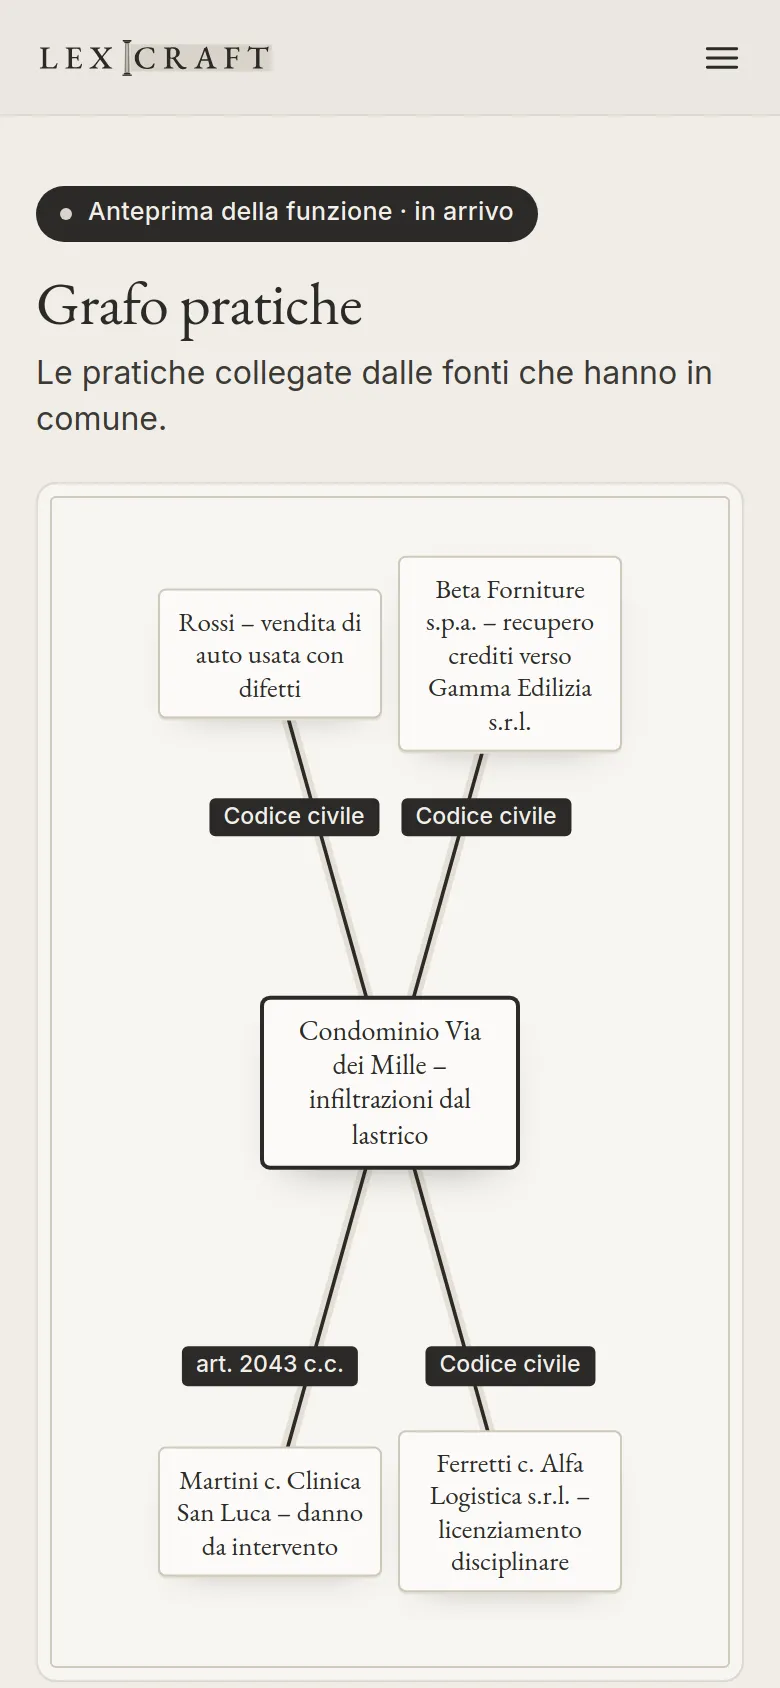 LEX CRAFT
Anteprima della funzione · in arrivo
Grafo pratiche
Le pratiche collegate dalle fonti che hanno in
comune.
Rossi – vendita di
auto usata con
difetti
Beta Forniture
s.p.a. – recupero
crediti verso
Gamma Edilizia
s.r.l.
Codice civile
Codice civile
Condominio Via
dei Mille –
infiltrazioni dal
lastrico
art. 2043 c.c.
Codice civile
Martini c. Clinica
San Luca – danno
da intervento
Ferretti c. Alfa
Logistica s.r.l. –
licenziamento
disciplinare